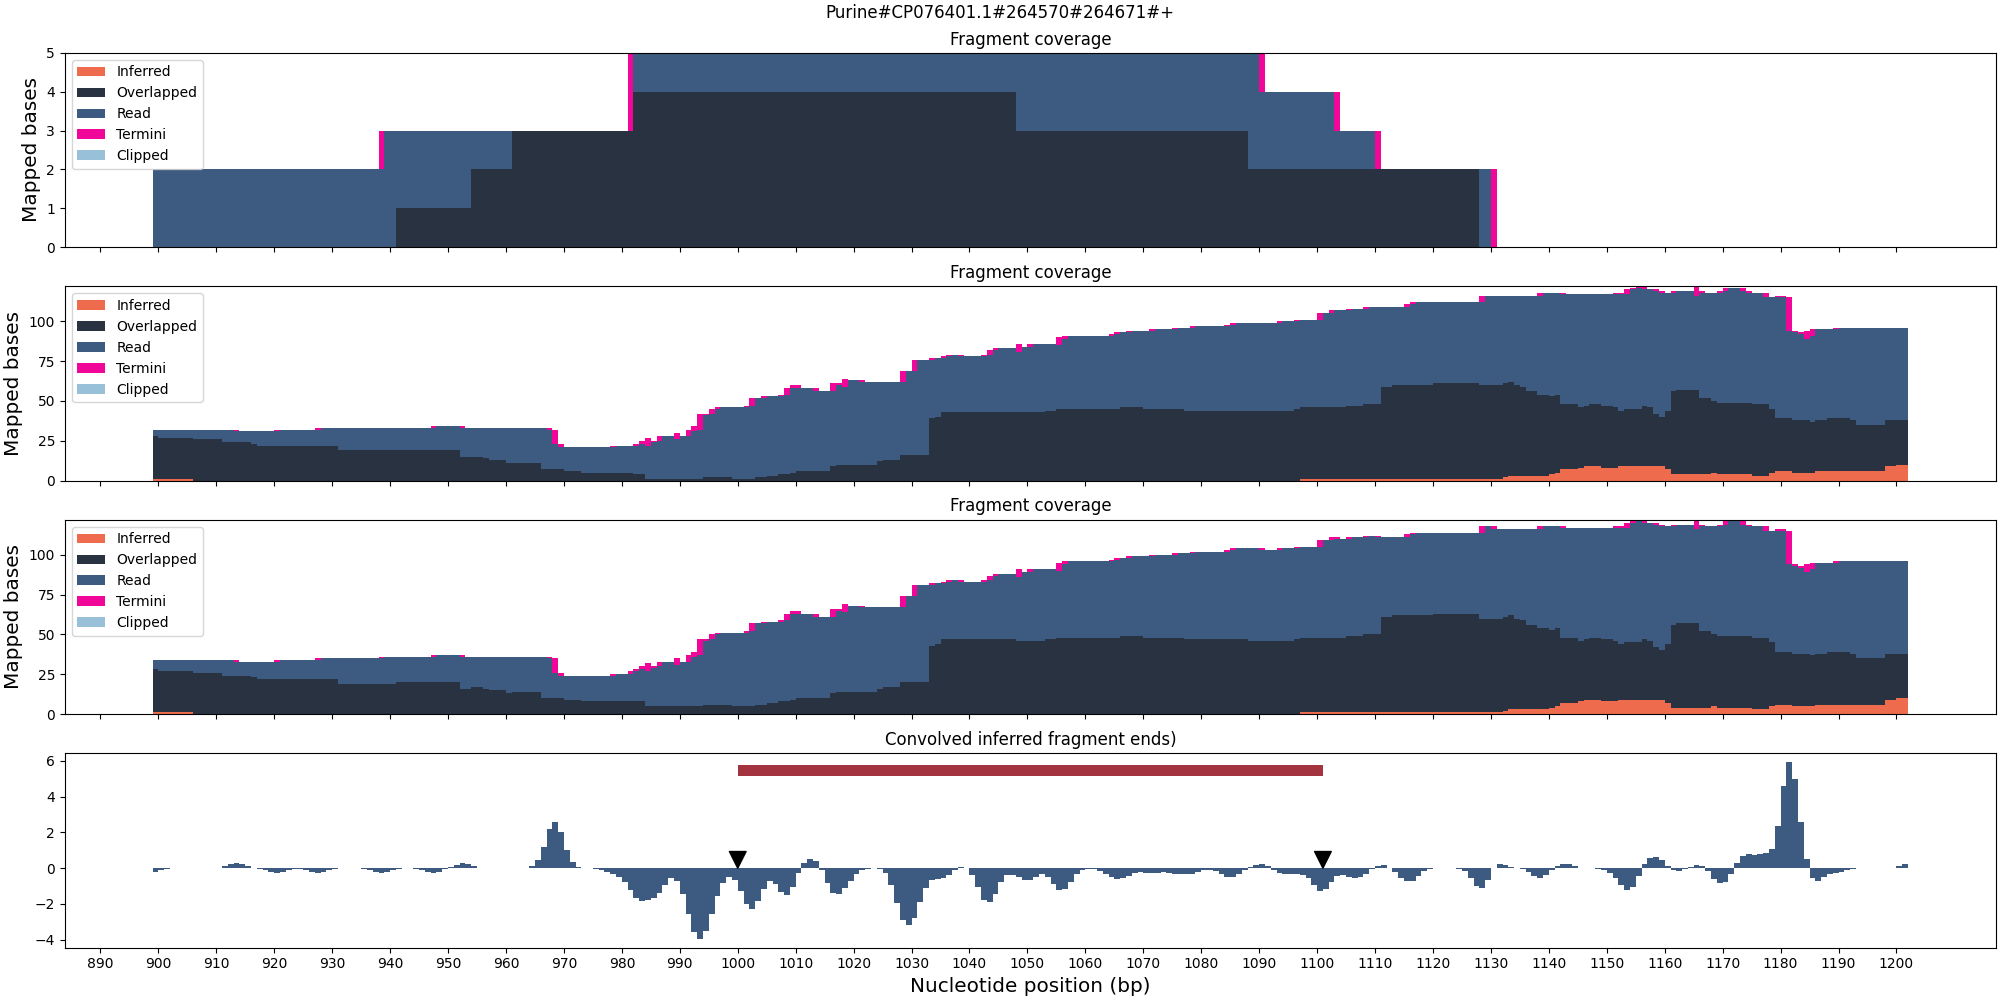 Purine#CP076401.1#264570#264671#+
Fragment coverage
Mapped bases
5
4
3
2
1
0
Inferred
Overlapped
Read
Termini
Clipped
Fragment coverage
Mapped bases
100
75
50
25
0
Inferred
Overlapped
Read
Termini
Clipped
Fragment coverage
Mapped bases
100
75
50
25
0
Inferred
Overlapped
Read
Termini
Clipped
Convolved inferred fragment ends)
6
4
2
0
−2
−4
890 900 910 920 930 940 950 960 970 980 990 1000 1010 1020 1030 1040 1050 1060 1070 1080 1090 1100 1110 1120 1130 1140 1150 1160 1170 1180 1190 1200
Nucleotide position (bp)